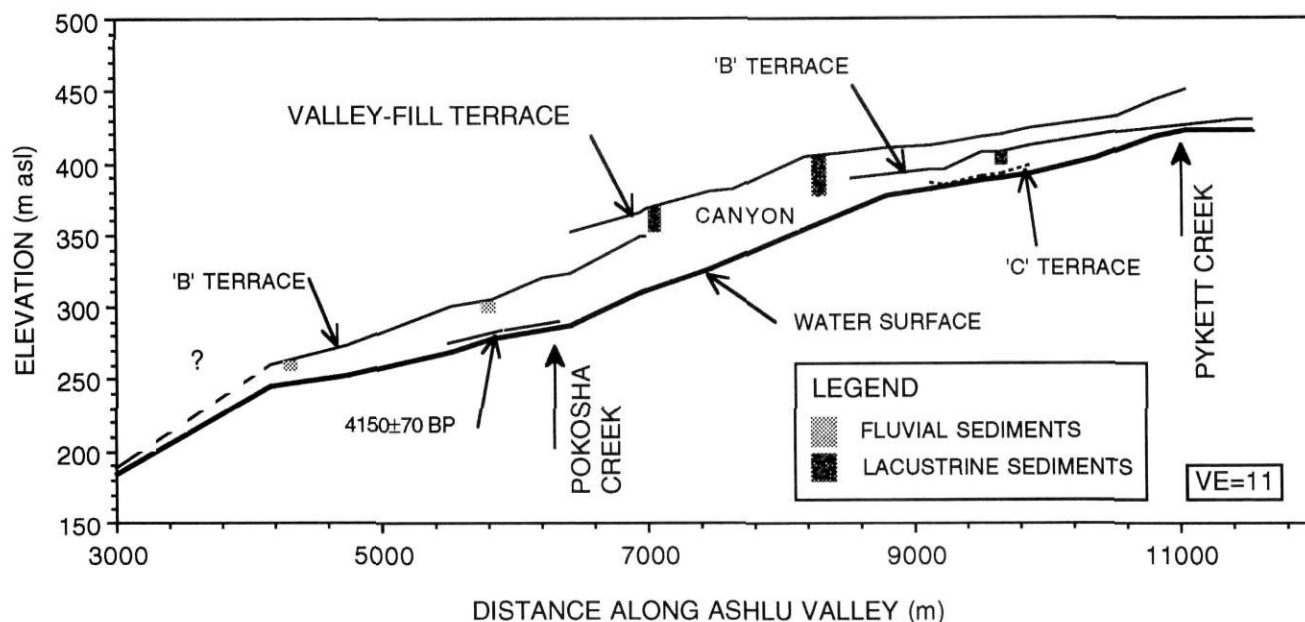 500
450
400
350
300
250
200
150
ELEVATION (m asl)
'B' TERRACE
VALLEY-FILL TERRACE
CANYON
'B' TERRACE
'C' TERRACE
WATER SURFACE
?
4150±70 BP
POKOSHA
CREEK
PYKETT CREEK
LEGEND
FLUVIAL SEDIMENTS
LACUSTRINE SEDIMENTS
VE=11
3000
5000
7000
9000
11000
DISTANCE ALONG ASHLU VALLEY (m)